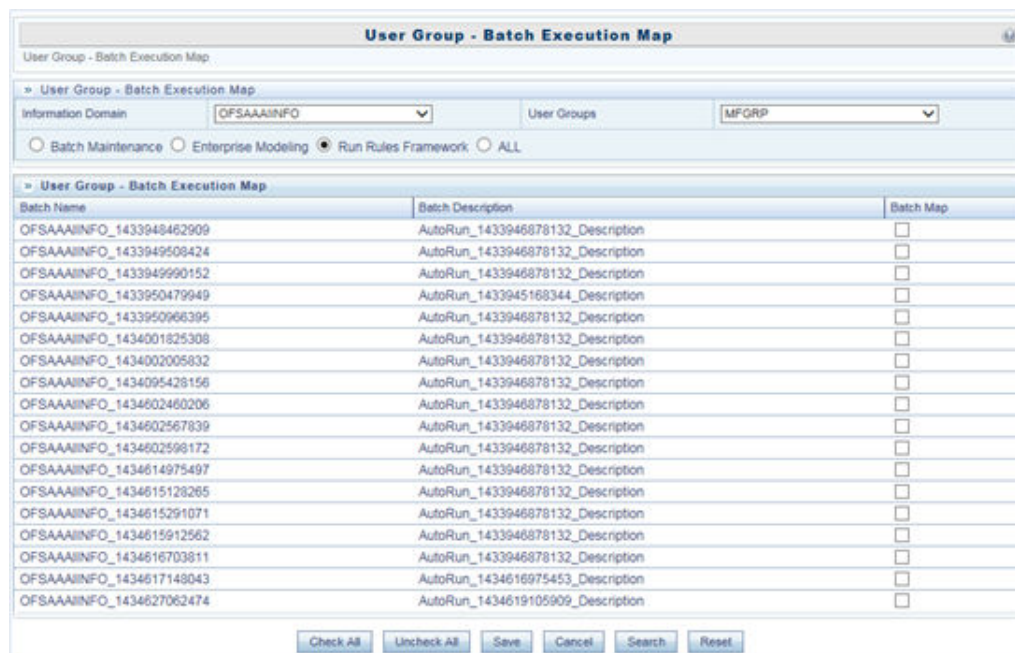 User Group - Batch Execution Map
User Group - Batch Execution Map
» User Group - Batch Execution Map
Information Domain OFSAAAIINFO User Groups MFGRP
Batch Maintenance Enterprise Modeling Run Rules Framework ALL
» User Group - Batch Execution Map
Batch Name Batch Description Batch Map
OFSAAAIINFO_1433948462909 AutoRun_1433946878132_Description
OFSAAAIINFO_1433949508424 AutoRun_1433946878132_Description
OFSAAAIINFO_1433949990152 AutoRun_1433946878132_Description
OFSAAAIINFO_1433950479949 AutoRun_1433945168344_Description
OFSAAAIINFO_1433950966395 AutoRun_1433946878132_Description
OFSAAAIINFO_1434001825308 AutoRun_1433946878132_Description
OFSAAAIINFO_1434002005832 AutoRun_1433946878132_Description
OFSAAAIINFO_1434095428156 AutoRun_1433946878132_Description
OFSAAAIINFO_1434602460206 AutoRun_1433946878132_Description
OFSAAAIINFO_1434602567839 AutoRun_1433946878132_Description
OFSAAAIINFO_1434602598172 AutoRun_1433946878132_Description
OFSAAAIINFO_1434614975497 AutoRun_1433946878132_Description
OFSAAAIINFO_1434615128265 AutoRun_1433946878132_Description
OFSAAAIINFO_1434615291071 AutoRun_1433946878132_Description
OFSAAAIINFO_1434615912562 AutoRun_1433946878132_Description
OFSAAAIINFO_1434616703811 AutoRun_1433946878132_Description
OFSAAAIINFO_1434617148043 AutoRun_1434616975453_Description
OFSAAAIINFO_1434627062474 AutoRun_1434619105909_Description
Check All Uncheck All Save Cancel Search Reset